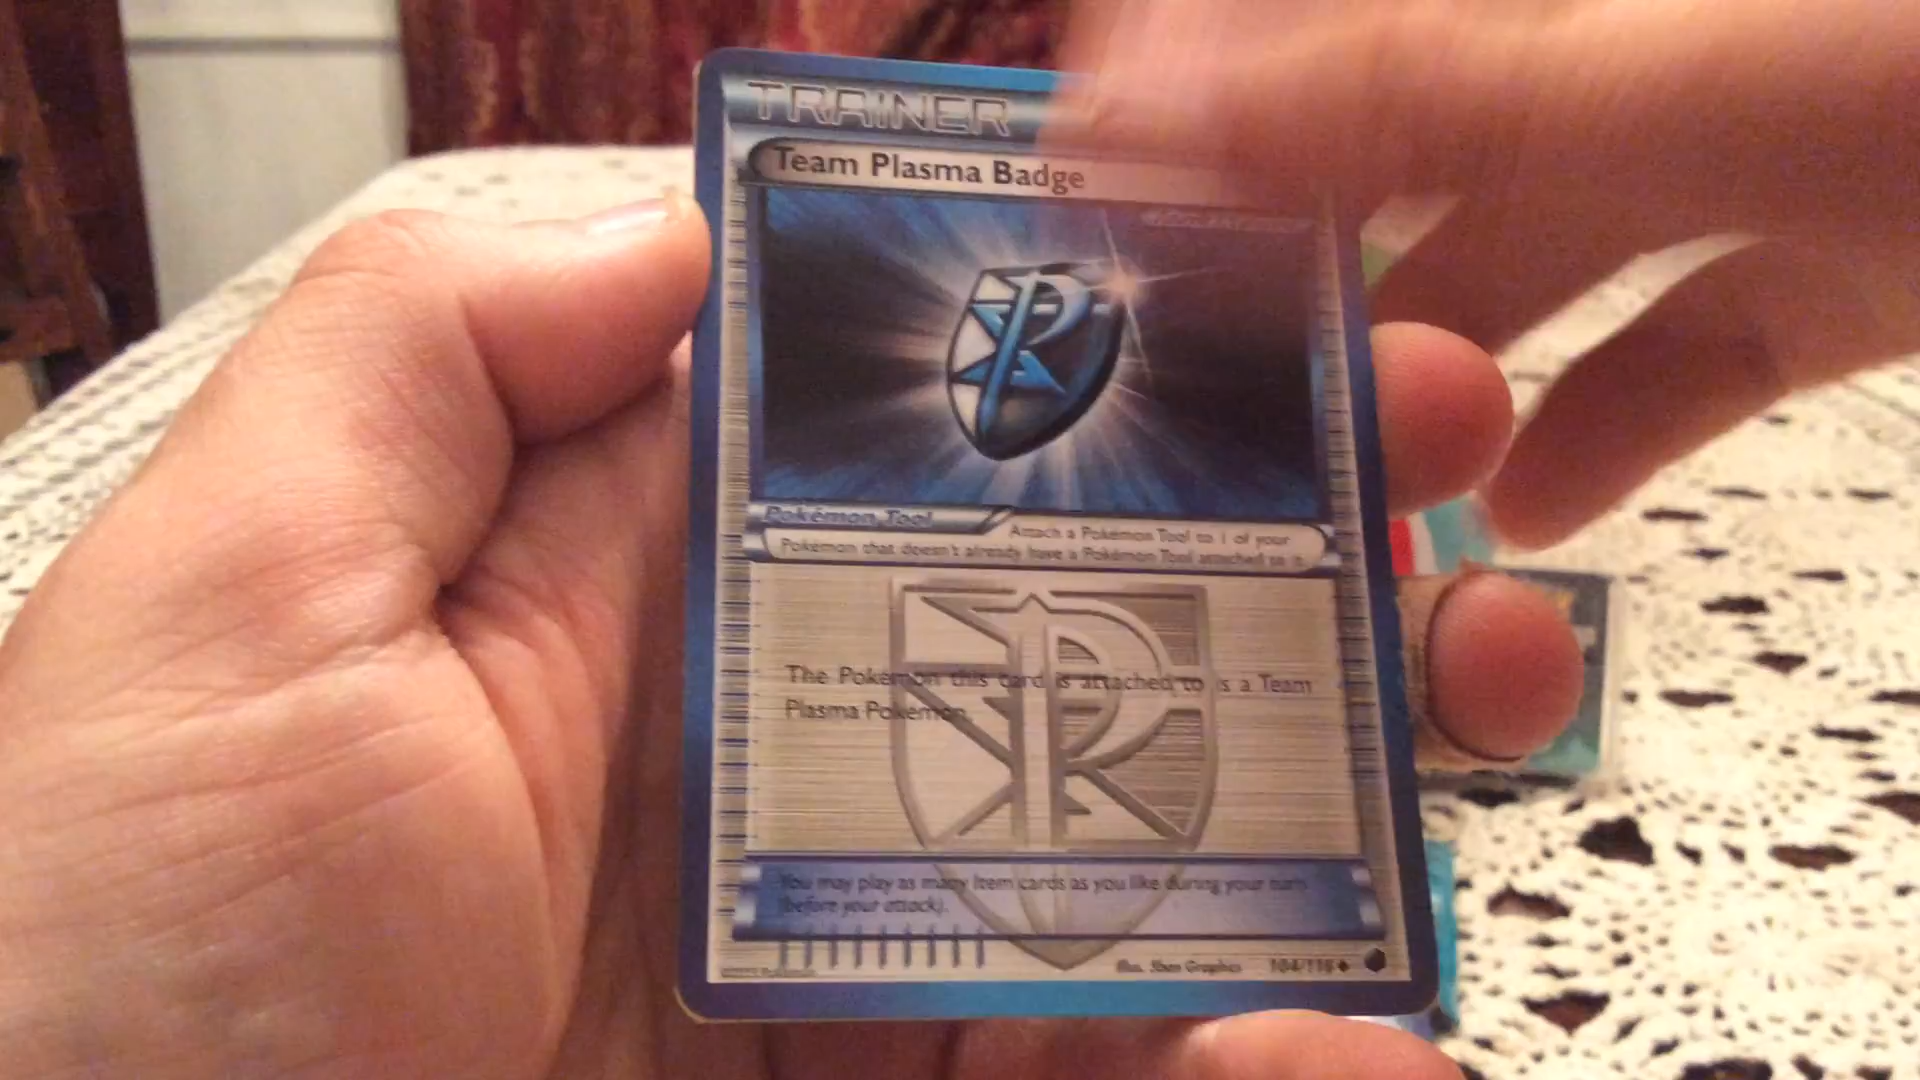 TRAINER
Team Plasma Badge
Pokémon Tool
Attach a Pokémon Tool to 1 of your
Pokémon that doesn't already have a Pokémon Tool attached to it.
The Pokémon this card is attached to is a Team
Plasma Pokémon.
You may play as many Item cards as you like during your turn
(before your attack).
Illus. 5ban Graphics 104/116